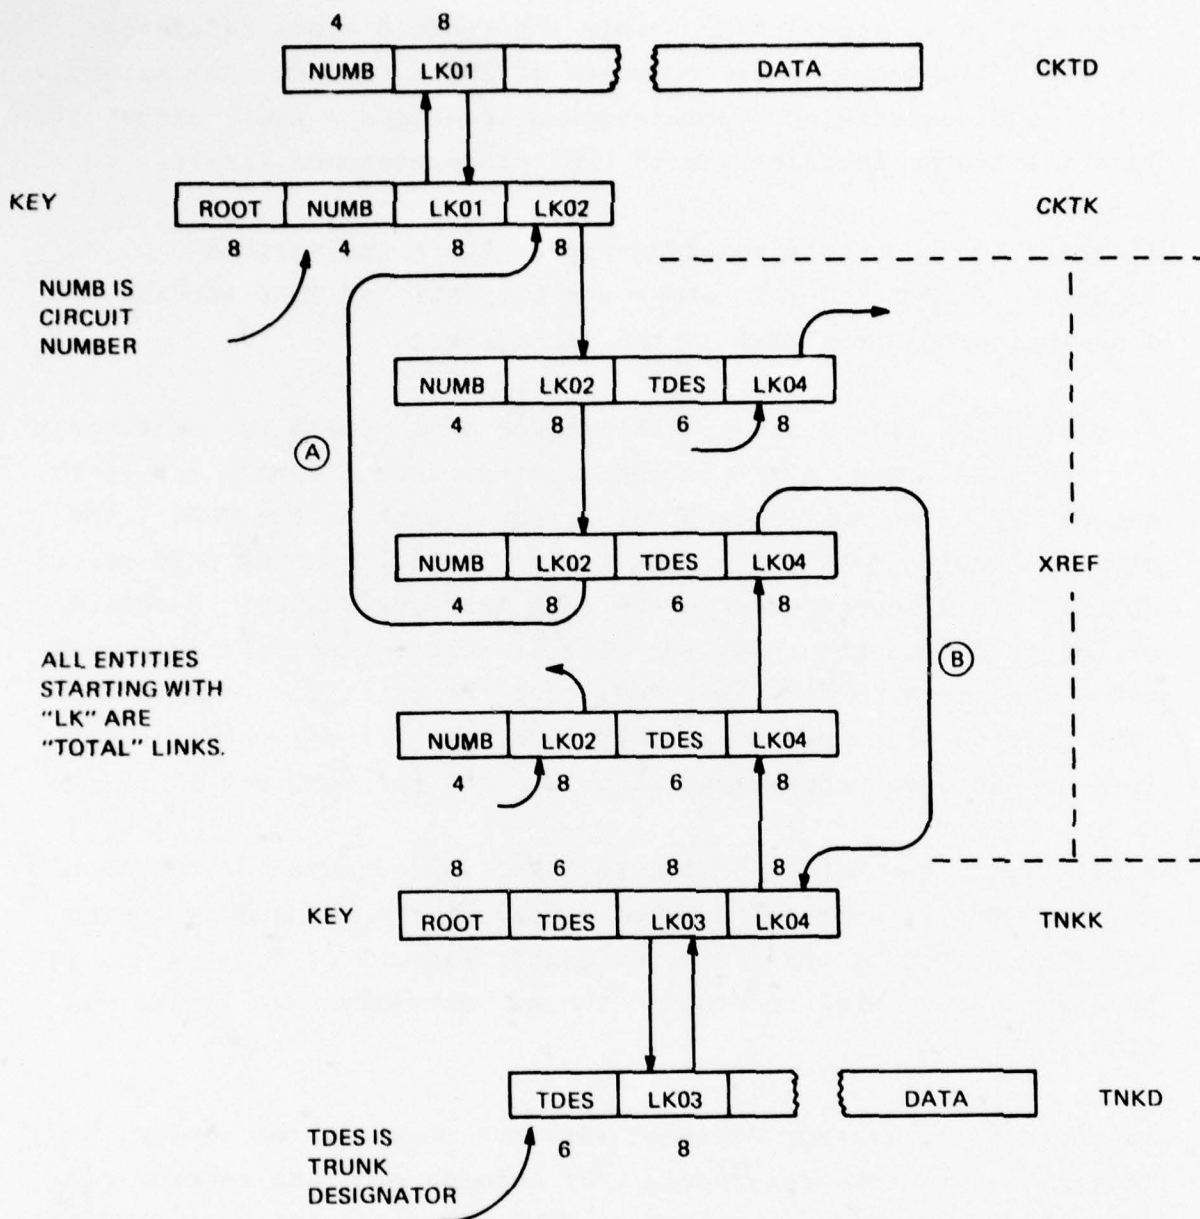 4 8
NUMB LK01 DATA CKTD
KEY ROOT NUMB LK01 LK02 CKTK
8 4 8 8
NUMB IS
CIRCUIT
NUMBER
NUMB LK02 TDES LK04
4 8 6 8
A
NUMB LK02 TDES LK04 XREF
4 8 6 8
ALL ENTITIES
STARTING WITH
"LK" ARE
"TOTAL" LINKS.
B
NUMB LK02 TDES LK04
4 8 6 8
8 6 8 8
KEY ROOT TDES LK03 LK04 TNKK
TDES LK03 DATA TNKD
6 8
TDES IS
TRUNK
DESIGNATOR